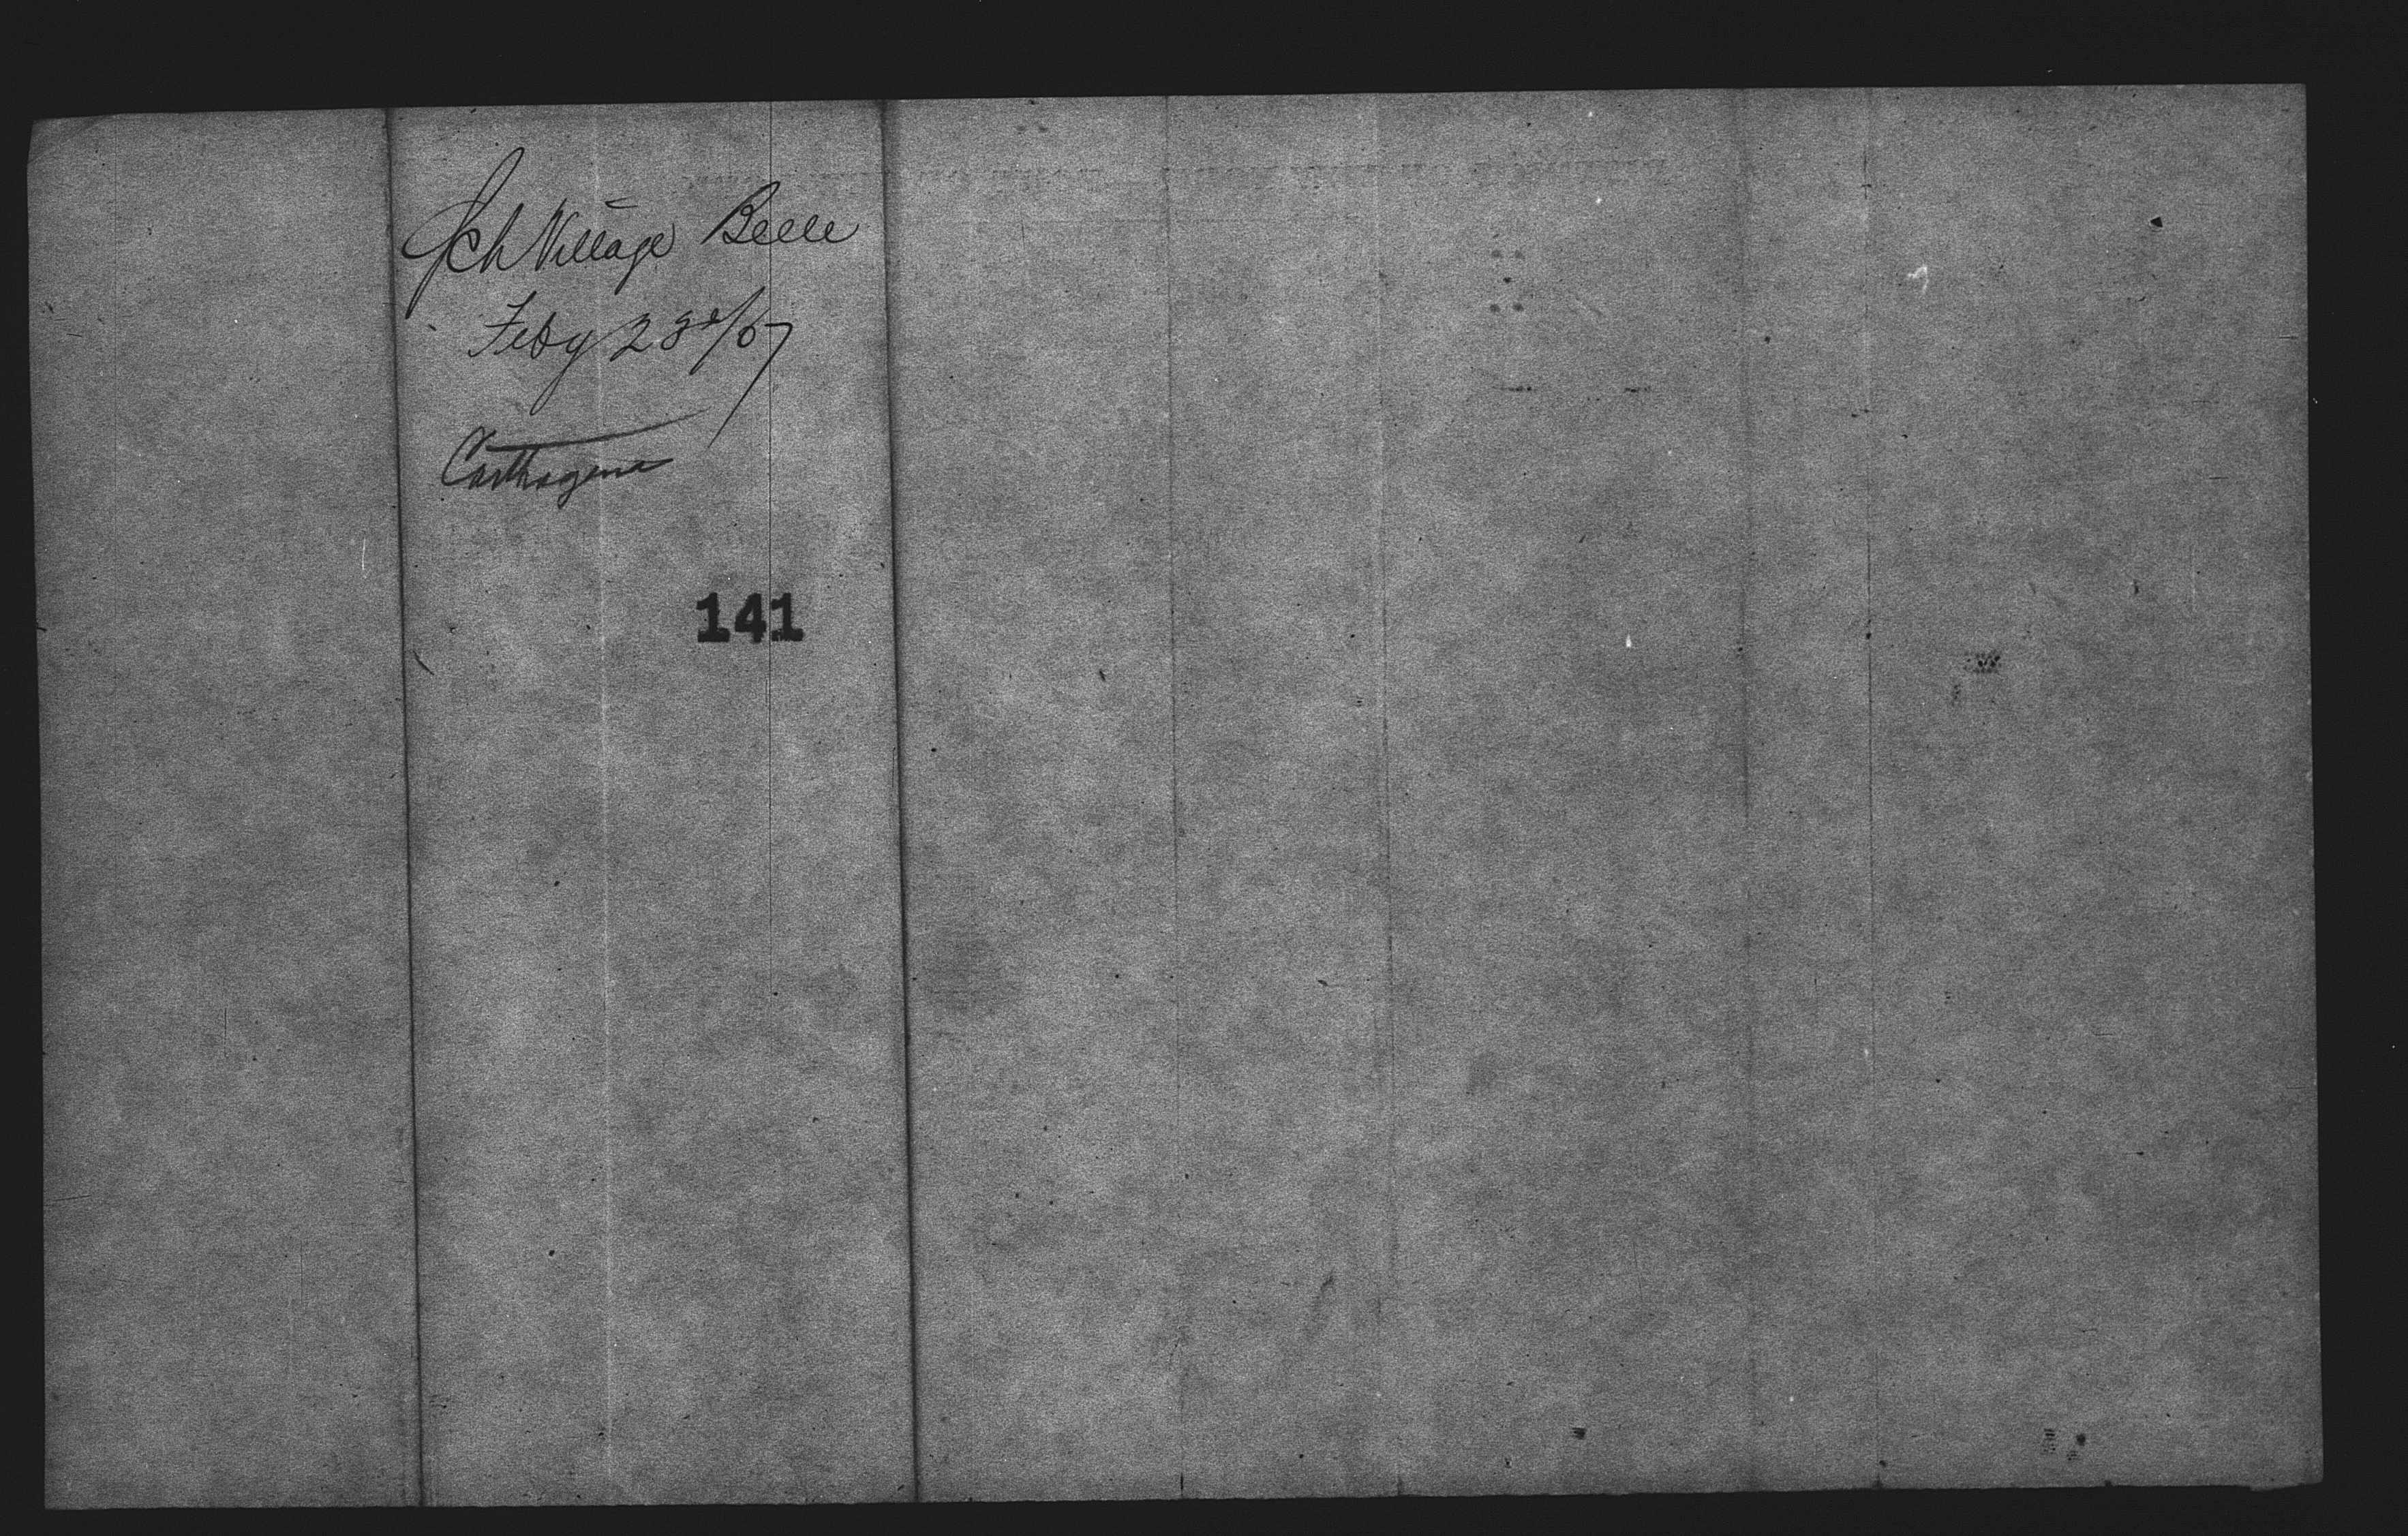 Sch Village Belle
Feby 23d/67
Carthagena
141